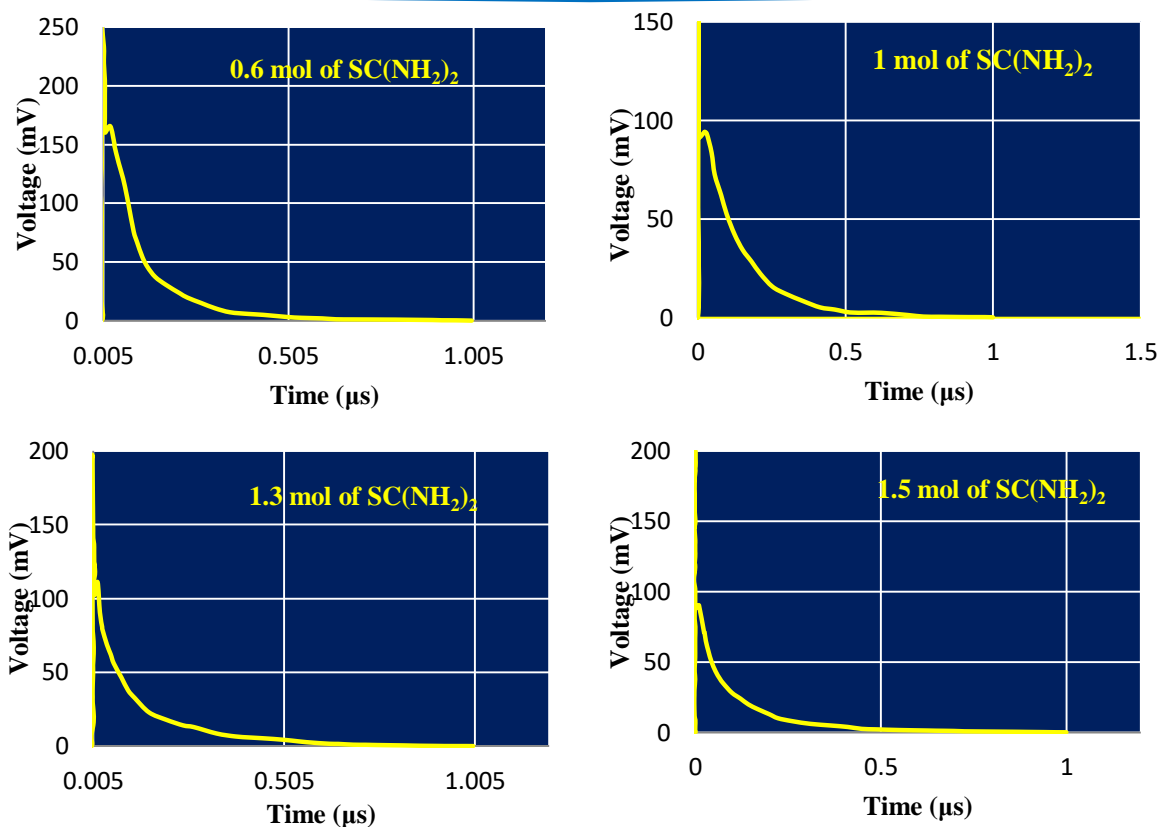 250
200
150
100
50
0
0.6 mol of SC(NH₂)₂
Voltage (mV)
0.005
0.505
1.005
Time (µs)
150
100
50
0
1 mol of SC(NH₂)₂
Voltage (mV)
0
0.5
1
1.5
Time (µs)
200
150
100
50
0
1.3 mol of SC(NH₂)₂
Voltage (mV)
0.005
0.505
1.005
Time (µs)
200
150
100
50
0
1.5 mol of SC(NH₂)₂
Voltage (mV)
0
0.5
1
Time (µs)